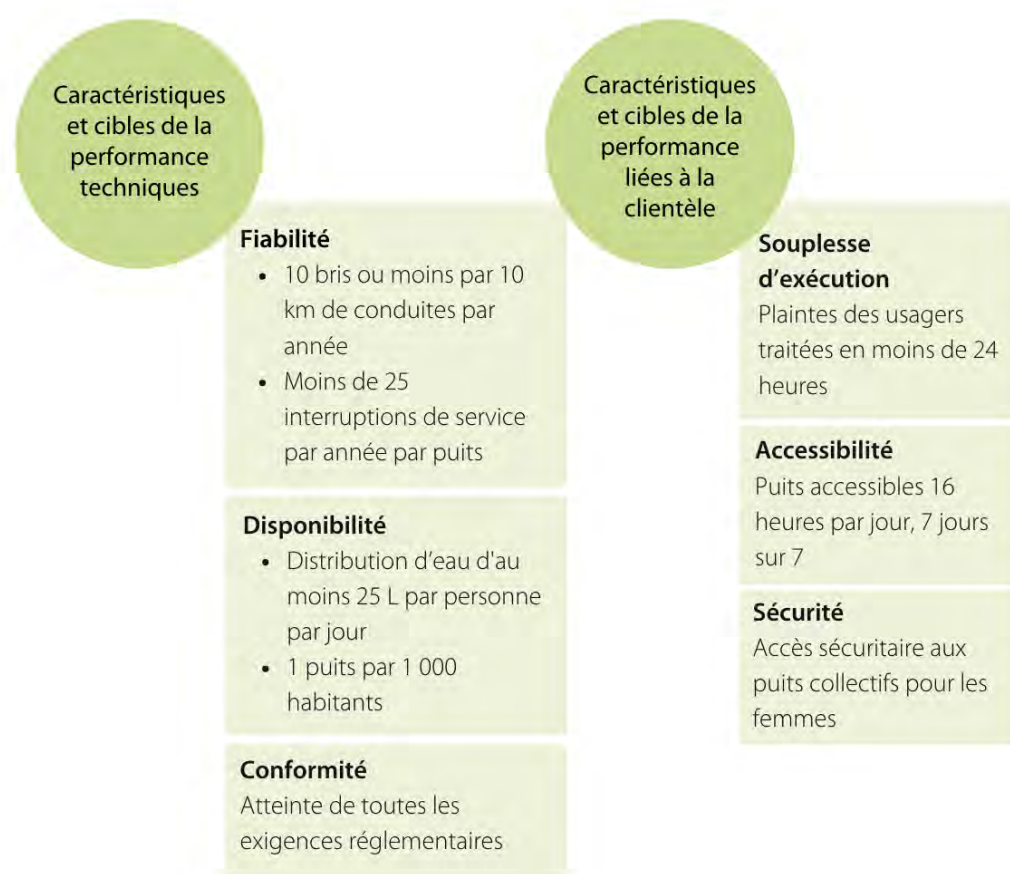 Caractéristiques
et cibles de la
performance
techniques
Fiabilité
• 10 bris ou moins par 10
km de conduites par
année
• Moins de 25
interruptions de service
par année par puits
Disponibilité
• Distribution d’eau d'au
moins 25 L par personne
par jour
• 1 puits par 1 000
habitants
Conformité
Atteinte de toutes les
exigences réglementaires
Caractéristiques
et cibles de la
performance
liées à la
clientèle
Souplesse
d’exécution
Plaintes des usagers
traitées en moins de 24
heures
Accessibilité
Puits accessibles 16
heures par jour, 7 jours
sur 7
Sécurité
Accès sécuritaire aux
puits collectifs pour les
femmes